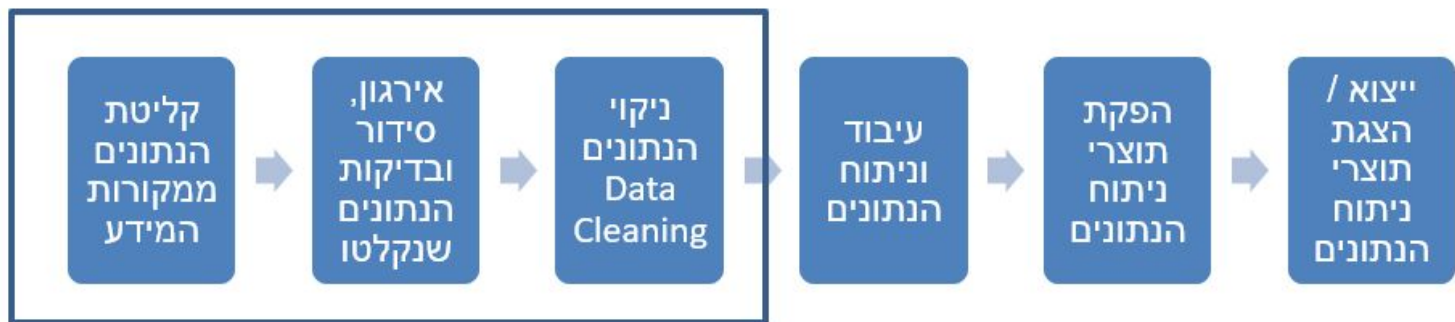 קליטת
הנתונים
ממקורות
המידע
אירגון,
סידור
ובדיקות
הנתונים
שנקלטו
ניקוי
הנתונים
Data
Cleaning
עיבוד
וניתוח
הנתונים
הפקת
תוצרי
ניתוח
הנתונים
ייצוא /
הצגת
תוצרי
ניתוח
הנתונים